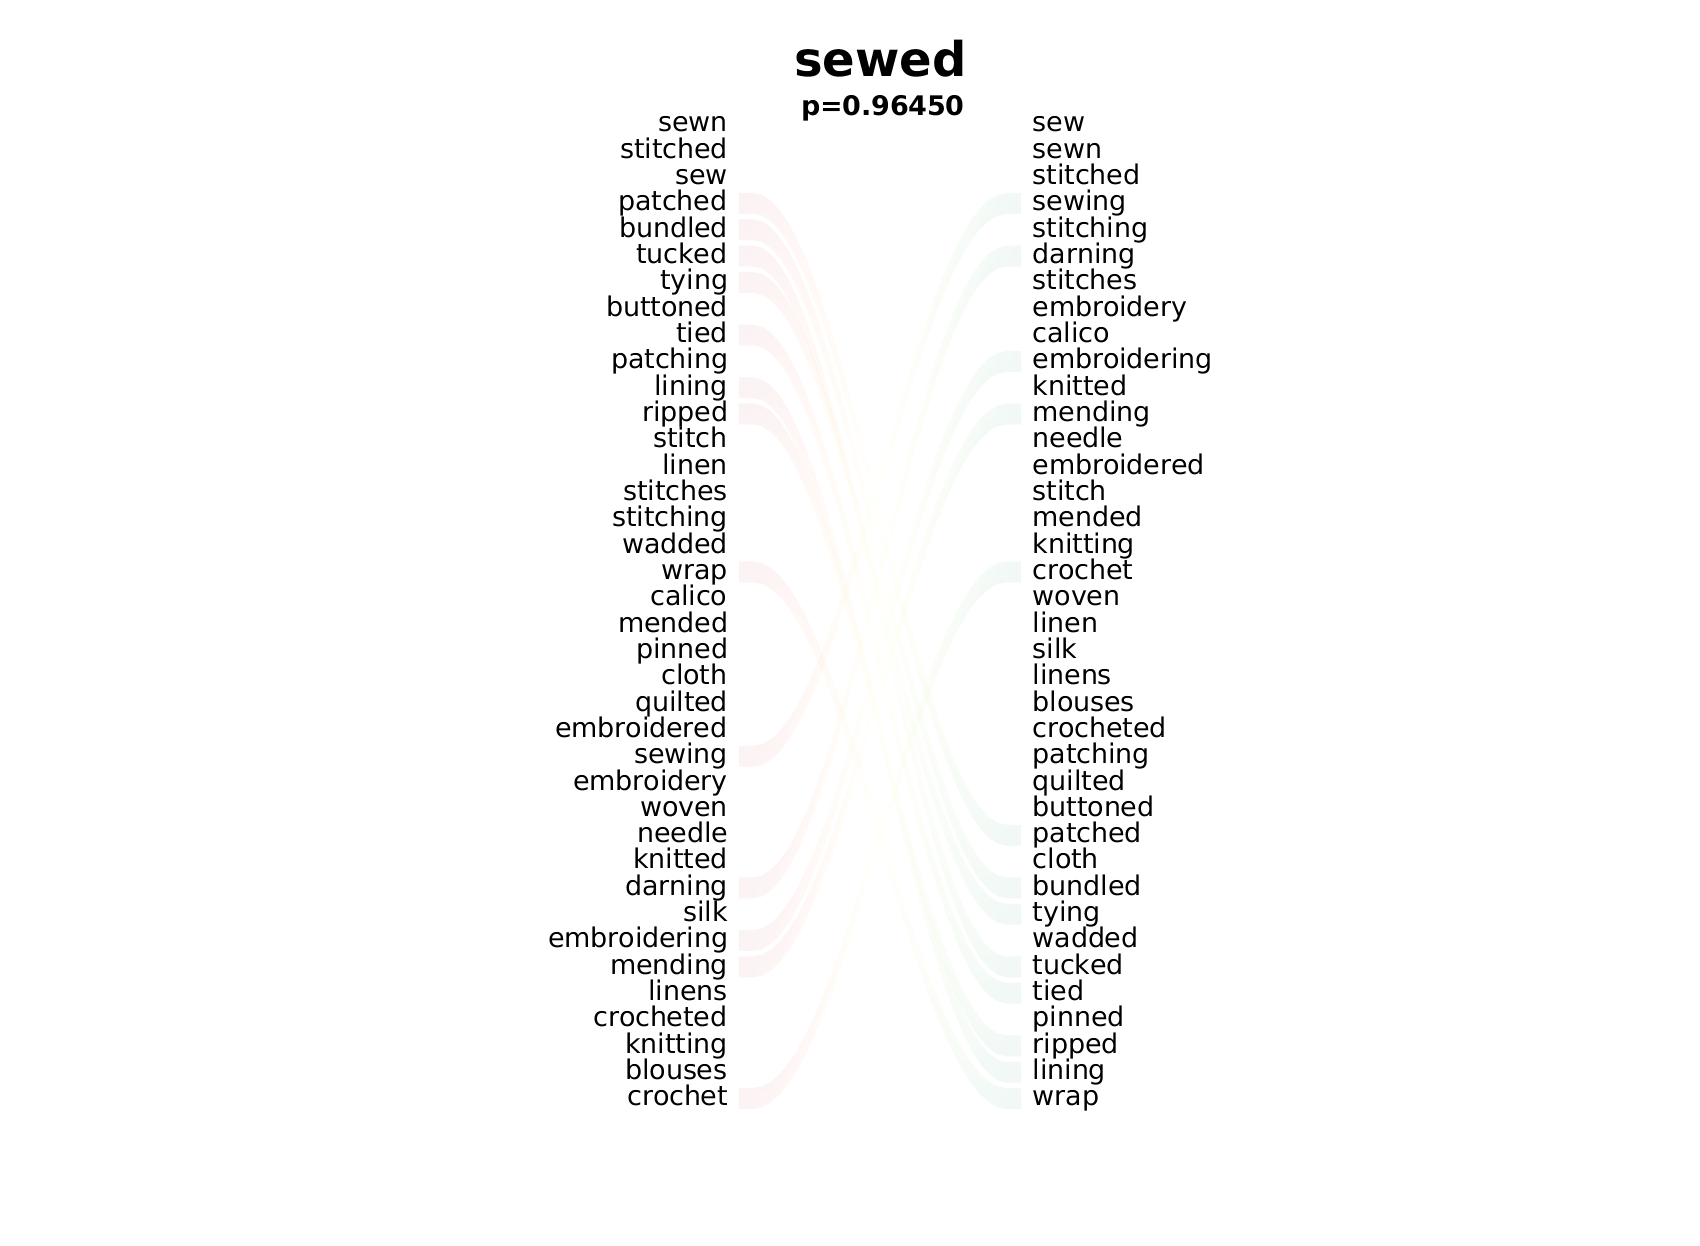 sewed
p=0.96450
sewn
stitched
sew
patched
bundled
tucked
tying
buttoned
tied
patching
lining
ripped
stitch
linen
stitches
stitching
wadded
wrap
calico
mended
pinned
cloth
quilted
embroidered
sewing
embroidery
woven
needle
knitted
darning
silk
embroidering
mending
linens
crocheted
knitting
blouses
crochet
sew
sewn
stitched
sewing
stitching
darning
stitches
embroidery
calico
embroidering
knitted
mending
needle
embroidered
stitch
mended
knitting
crochet
woven
linen
silk
linens
blouses
crocheted
patching
quilted
buttoned
patched
cloth
bundled
tying
wadded
tucked
tied
pinned
ripped
lining
wrap